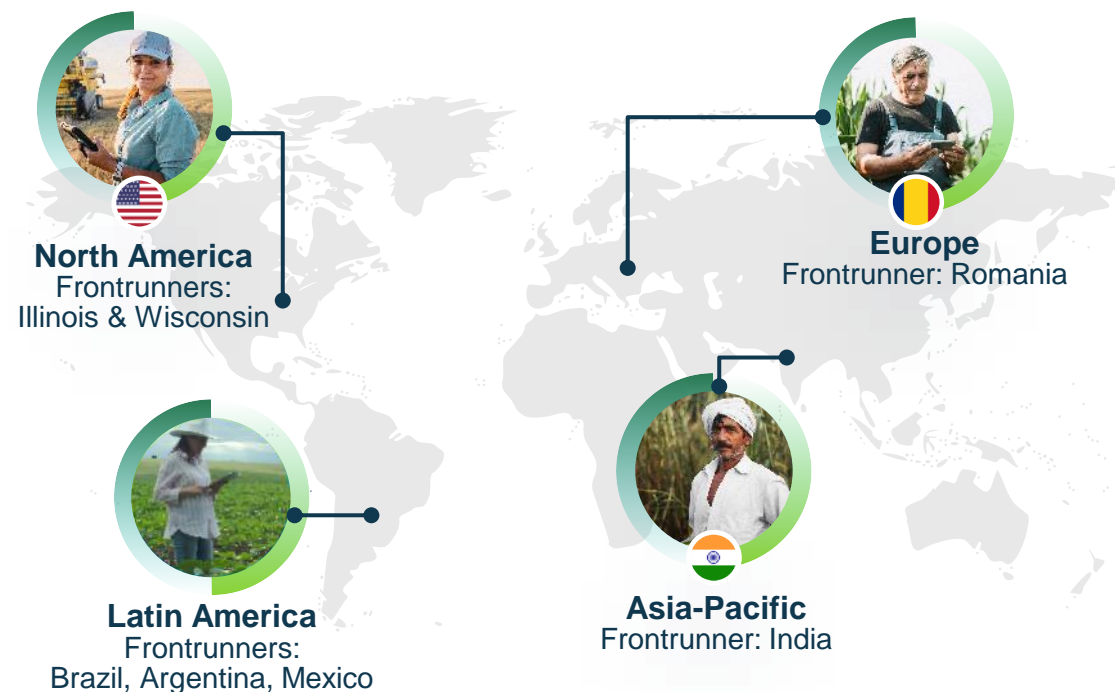 North America
Frontrunners:
Illinois & Wisconsin
Europe
Frontrunner: Romania
Latin America
Frontrunners:
Brazil, Argentina, Mexico
Asia-Pacific
Frontrunner: India